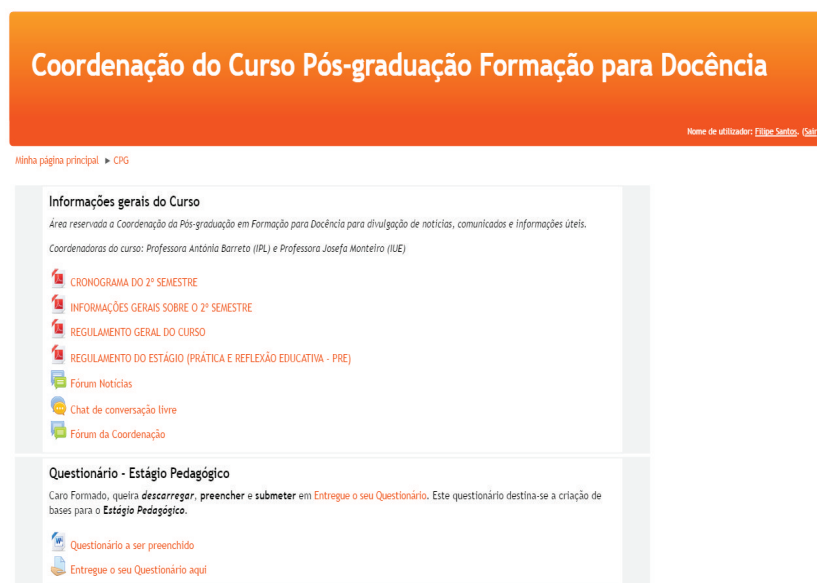 Coordenação do Curso Pós-graduação Formação para Docência
Nome de utilizador: Filipe Santos. (Sair
Minha página principal ► CPG
Informações gerais do Curso
Área reservada a Coordenação da Pós-graduação em Formação para Docência para divulgação de noticias, comunicados e informações úteis.
Coordenadoras do curso: Professora Antónia Barreto (IPL) e Professora Josefa Monteiro (IUE)
CRONOGRAMA DO 2º SEMESTRE
INFORMAÇÕES GERAIS SOBRE O 2º SEMESTRE
REGULAMENTO GERAL DO CURSO
REGULAMENTO DO ESTÁGIO (PRÁTICA E REFLEXÃO EDUCATIVA - PRE)
Fórum Notícias
Chat de conversação livre
Fórum da Coordenação
Questionário - Estágio Pedagógico
Caro Formado, queira descarregar, preencher e submeter em Entregue o seu Questionário. Este questionário destina-se a criação de
bases para o Estágio Pedagógico.
Questionário a ser preenchido
Entregue o seu Questionário aqui